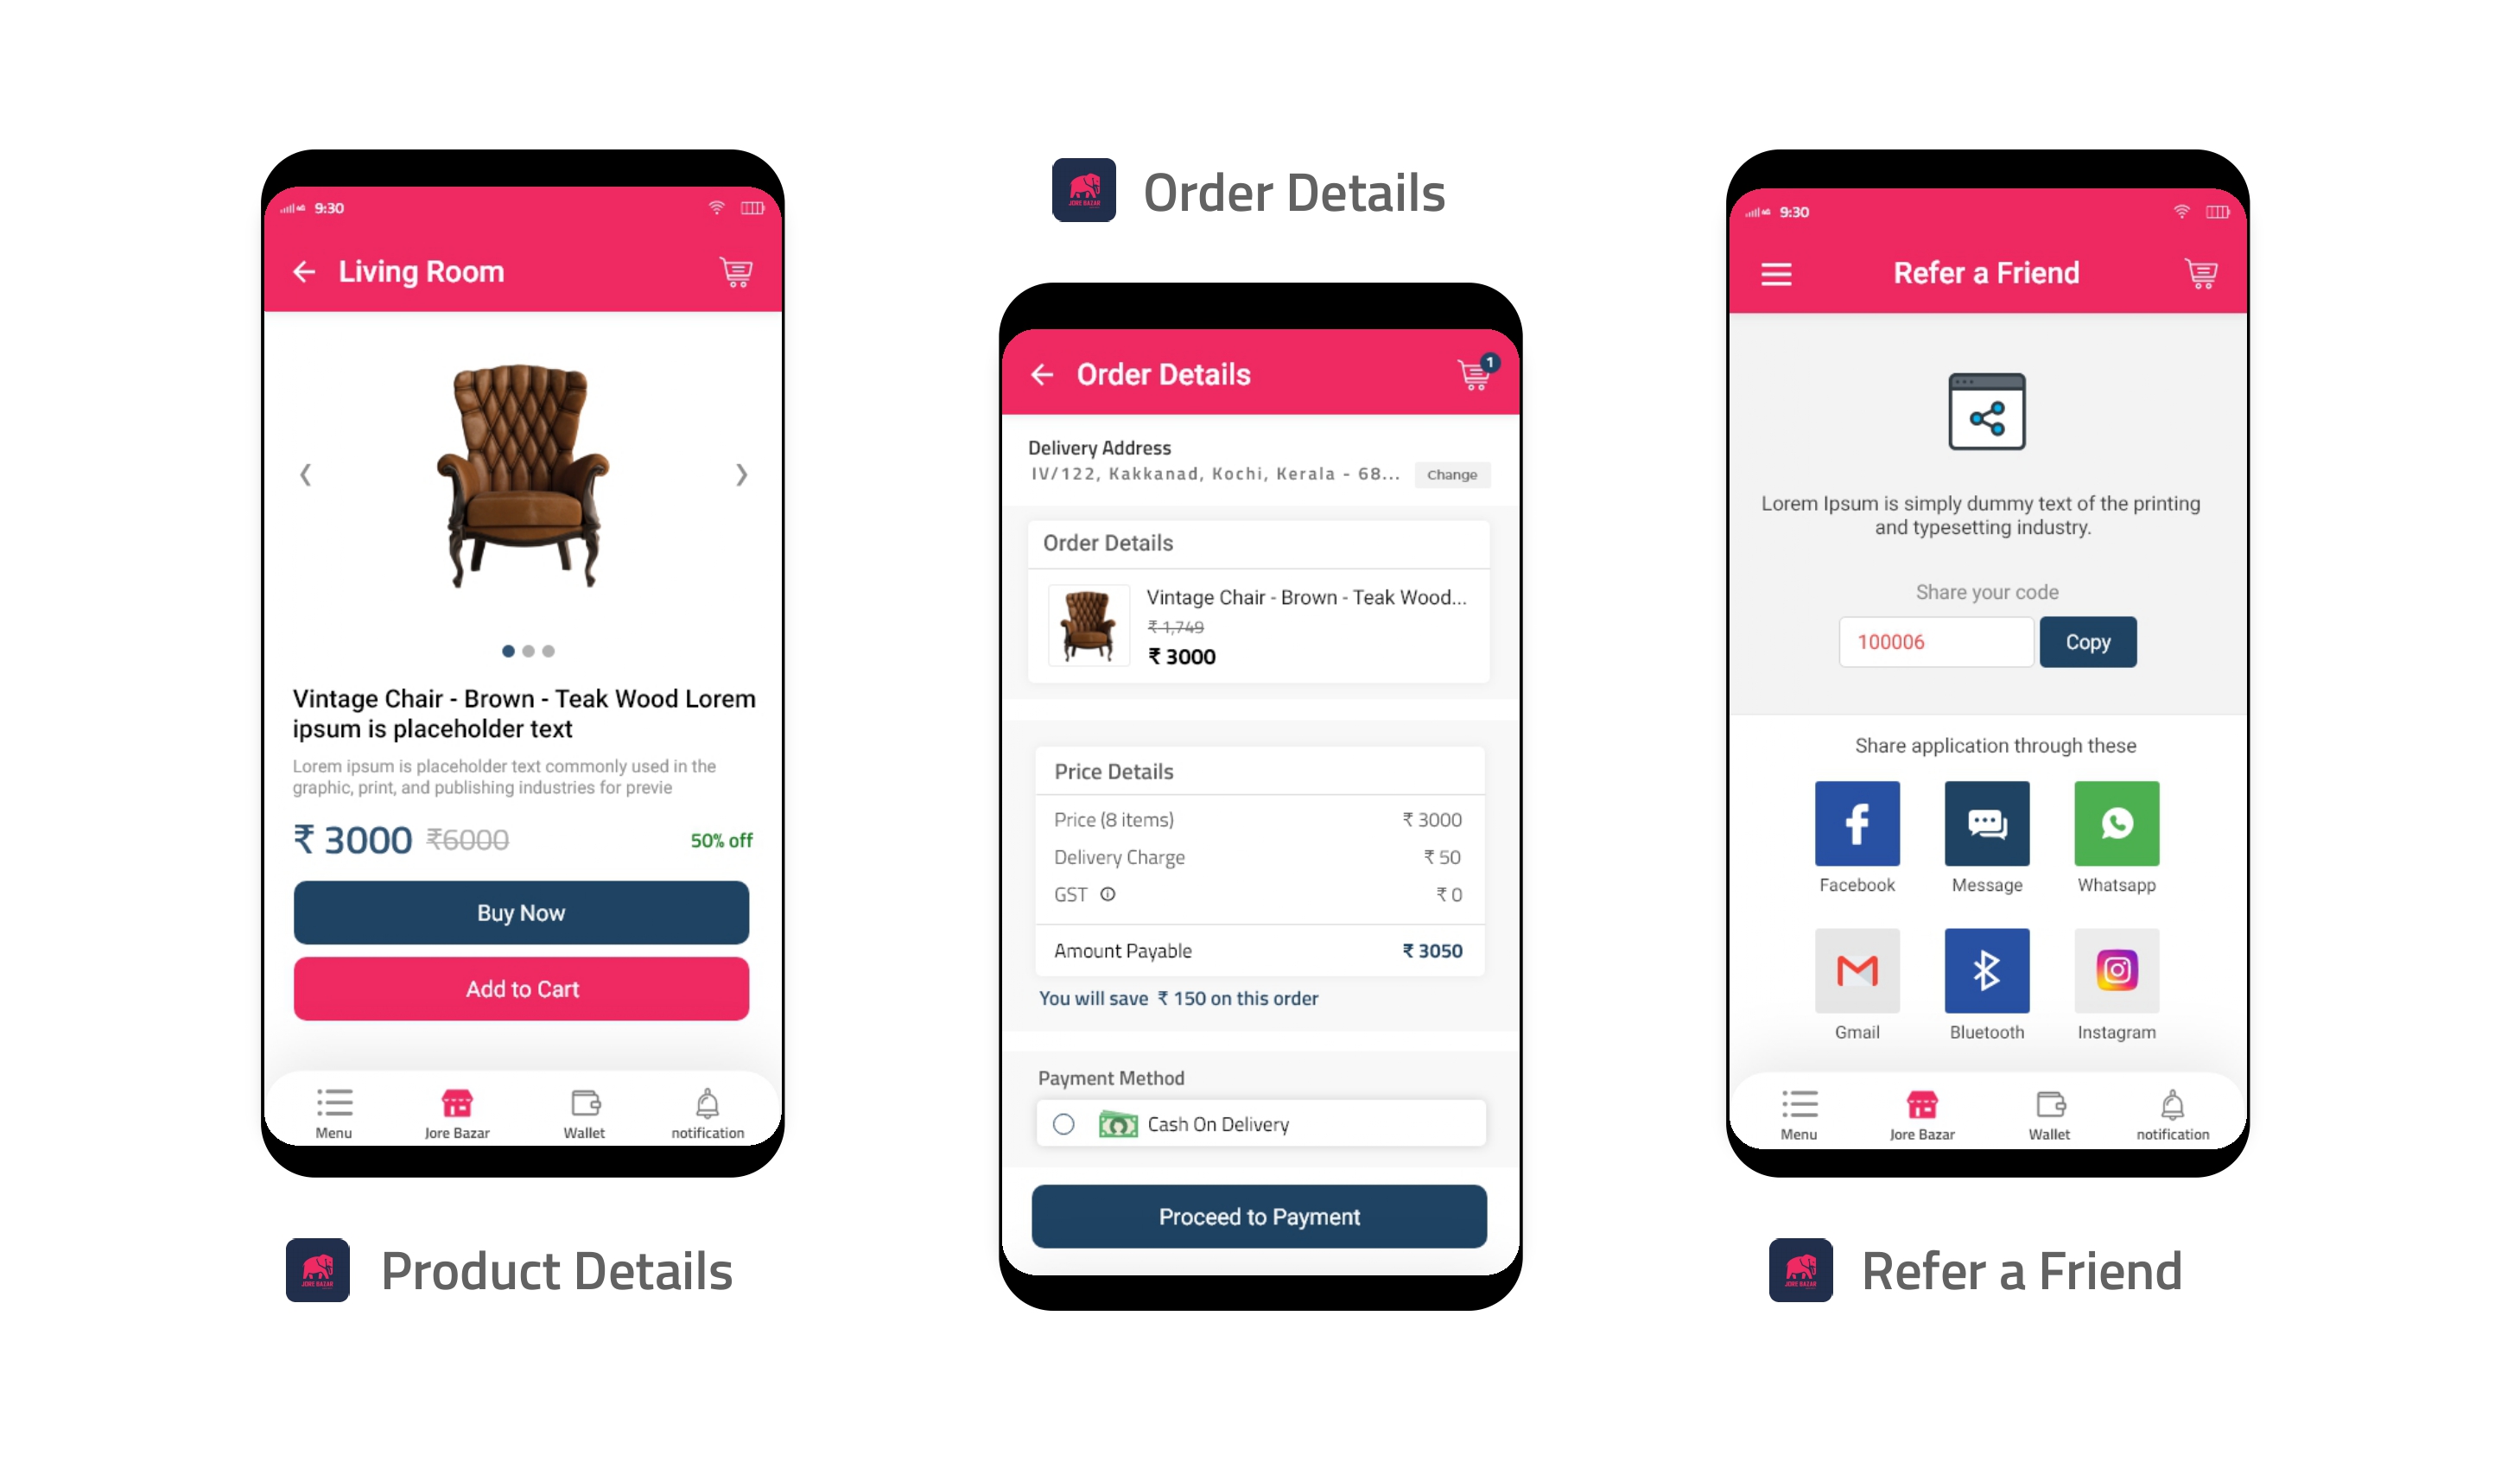 9:30
Living Room
Vintage Chair - Brown - Teak Wood Lorem
ipsum is placeholder text
Lorem ipsum is placeholder text commonly used in the
graphic, print, and publishing industries for previe
₹ 3000 ₹6000 50% off
Buy Now
Add to Cart
Menu Jore Bazar Wallet notification
JORE BAZAR
Product Details
JORE BAZAR
Order Details
Order Details
1
Delivery Address
IV/122, Kakkanad, Kochi, Kerala - 68...
Change
Order Details
Vintage Chair - Brown - Teak Wood...
₹ 1,749
₹ 3000
Price Details
Price (8 items) ₹ 3000
Delivery Charge ₹ 50
GST ₹ 0
Amount Payable ₹ 3050
You will save ₹ 150 on this order
Payment Method
Cash On Delivery
Proceed to Payment
9:30
Refer a Friend
Lorem Ipsum is simply dummy text of the printing
and typesetting industry.
Share your code
100006 Copy
Share application through these
Facebook Message Whatsapp
Gmail Bluetooth Instagram
Menu Jore Bazar Wallet notification
JORE BAZAR
Refer a Friend